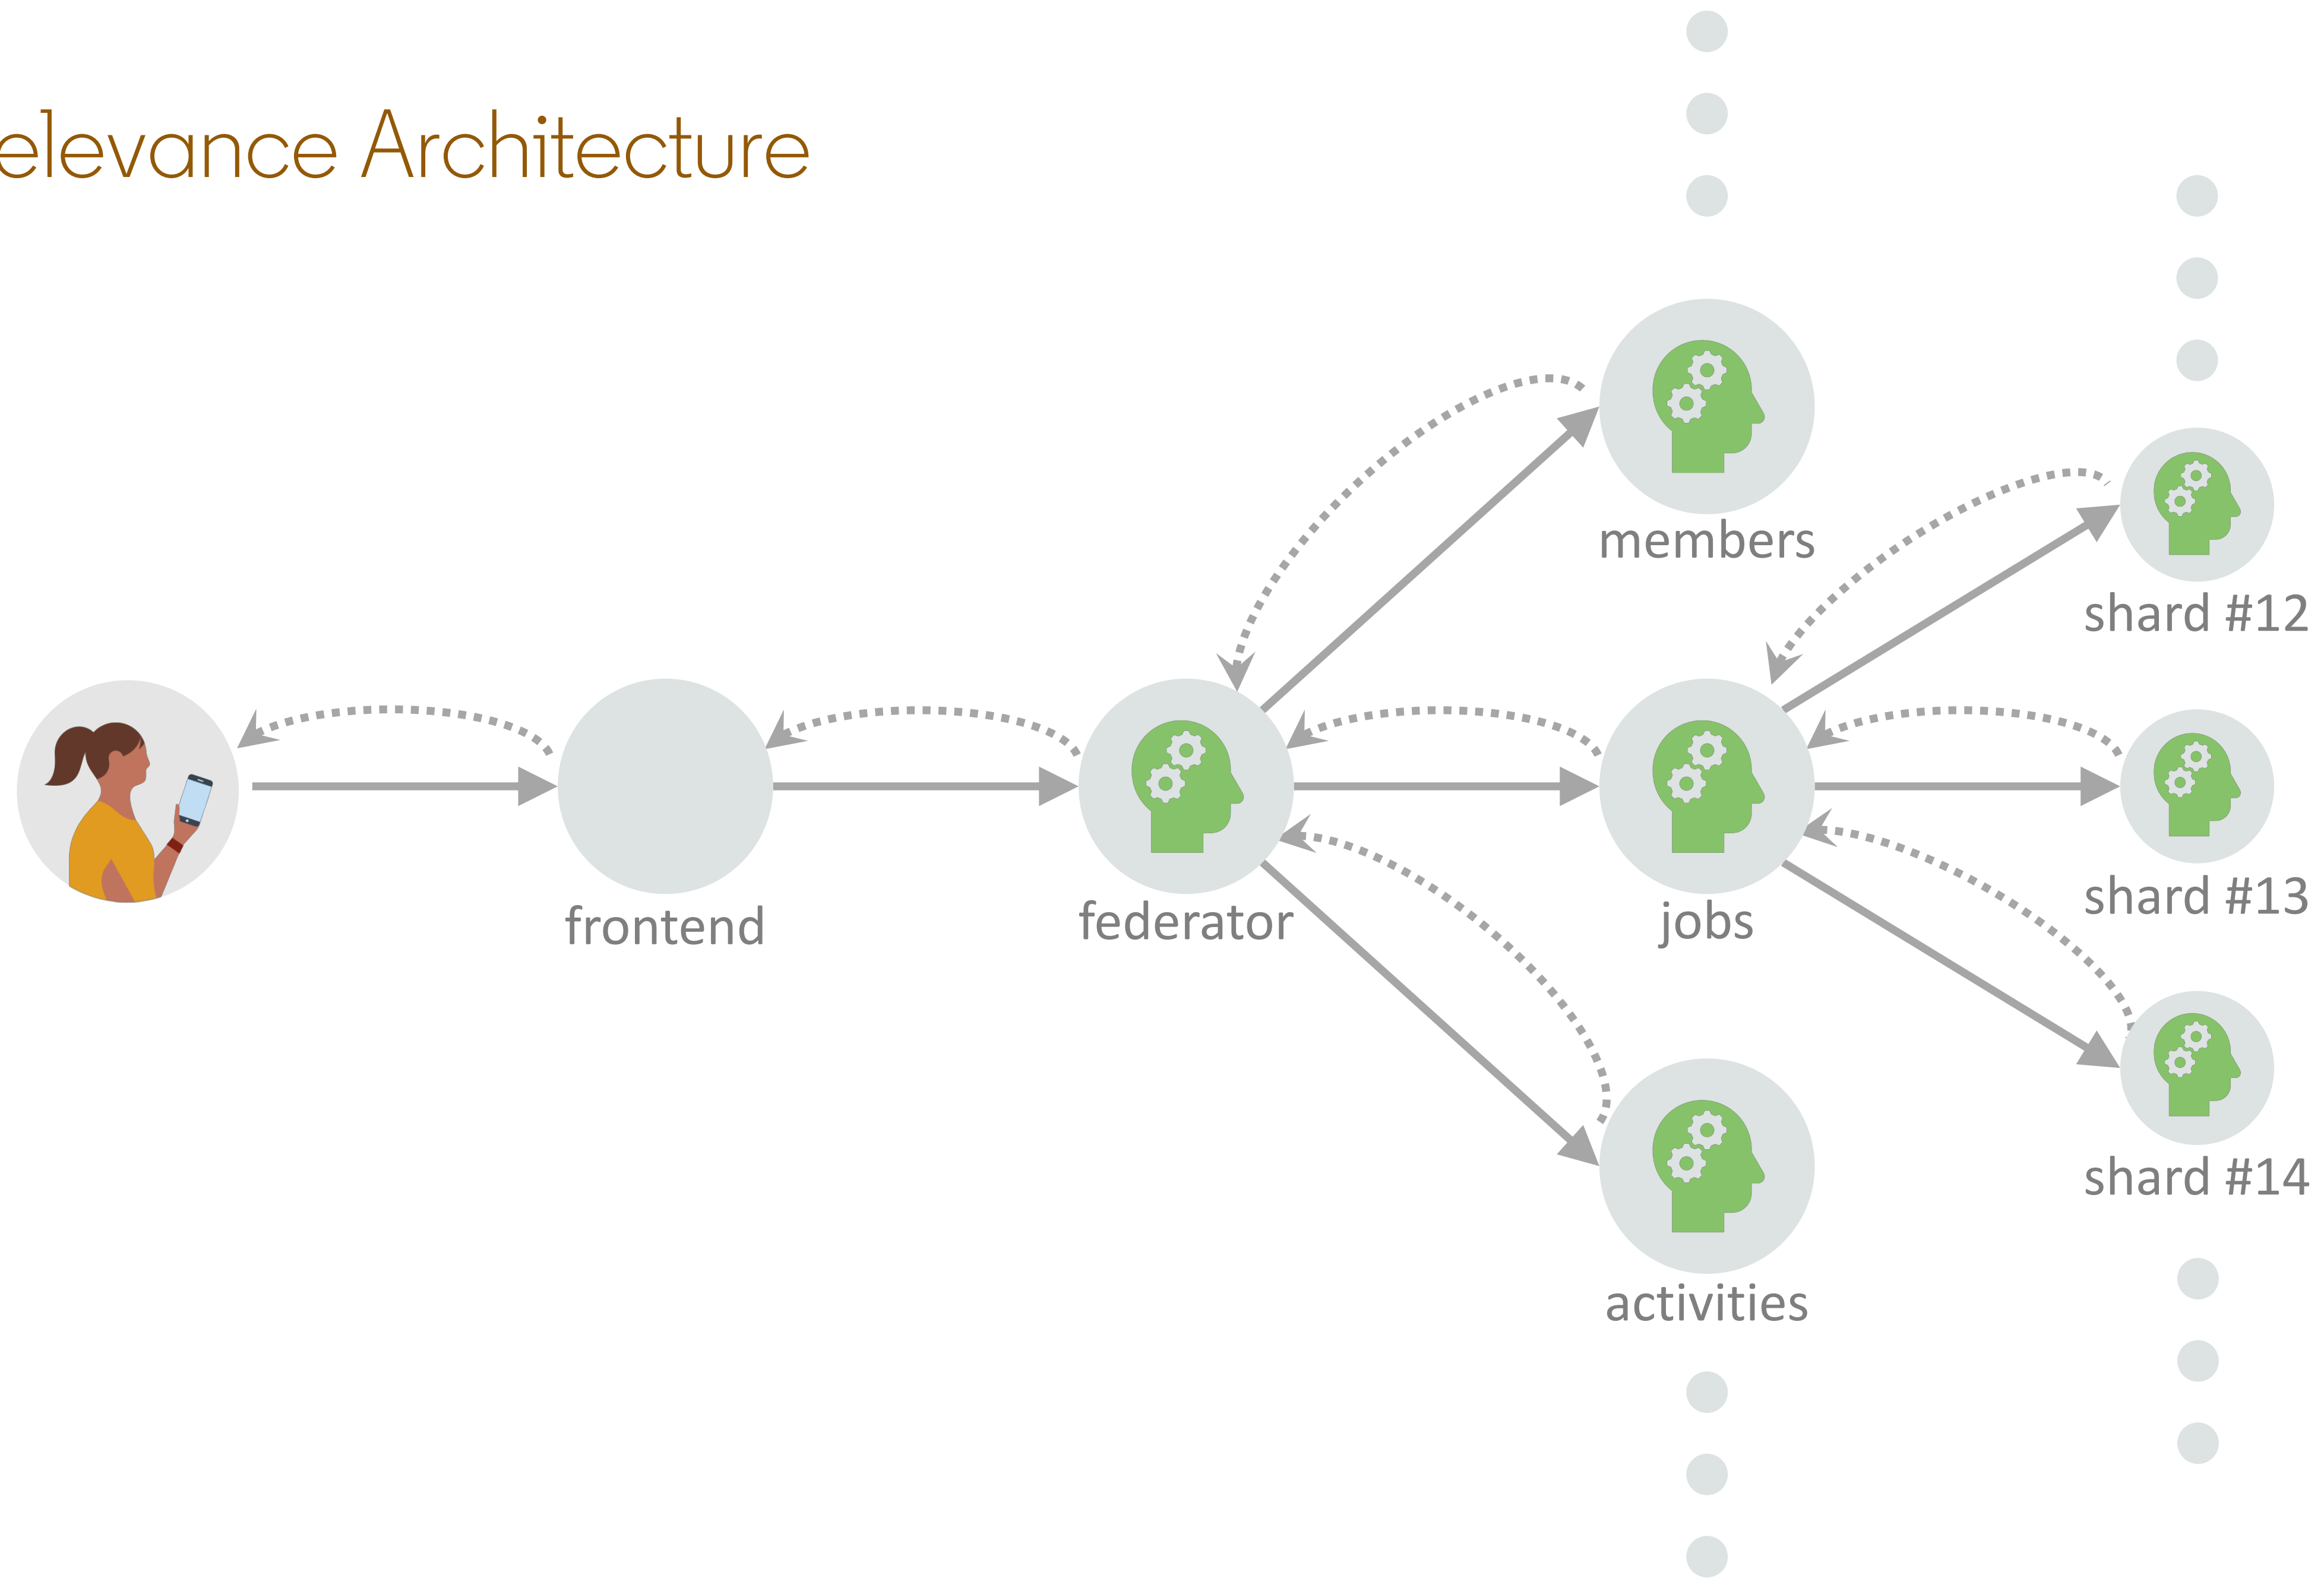 elevance Architecture
members
shard #12
frontend
federator
jobs
shard #13
shard #14
activities